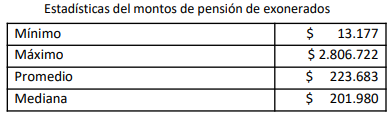 Estadísticas del montos de pensión de exonerados
Mínimo $ 13.177
Máximo $ 2.806.722
Promedio $ 223.683
Mediana $ 201.980